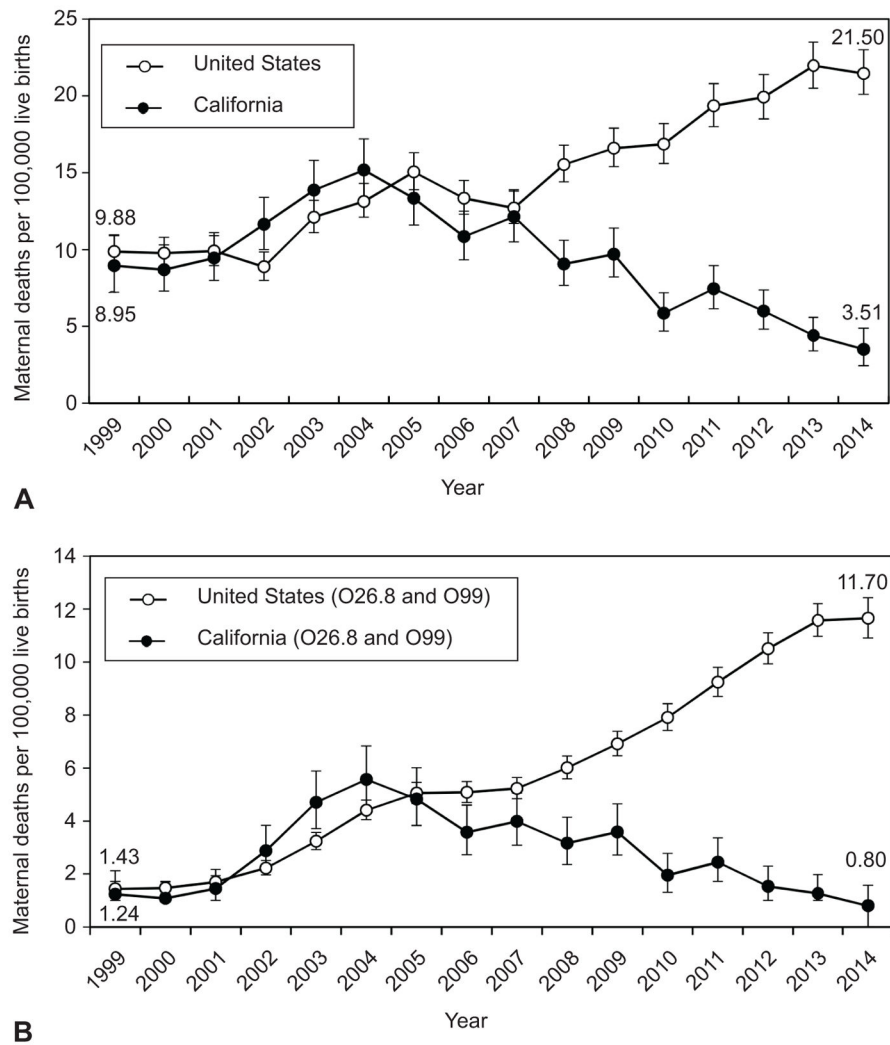 25
20
15
10
5
0
Maternal deaths per 100,000 live births
United States
California
9.88
8.95
21.50
3.51
1999 2000 2001 2002 2003 2004 2005 2006 2007 2008 2009 2010 2011 2012 2013 2014
Year
A
14
12
10
8
6
4
2
0
Maternal deaths per 100,000 live births
United States (O26.8 and O99)
California (O26.8 and O99)
1.43
1.24
11.70
0.80
1999 2000 2001 2002 2003 2004 2005 2006 2007 2008 2009 2010 2011 2012 2013 2014
Year
B